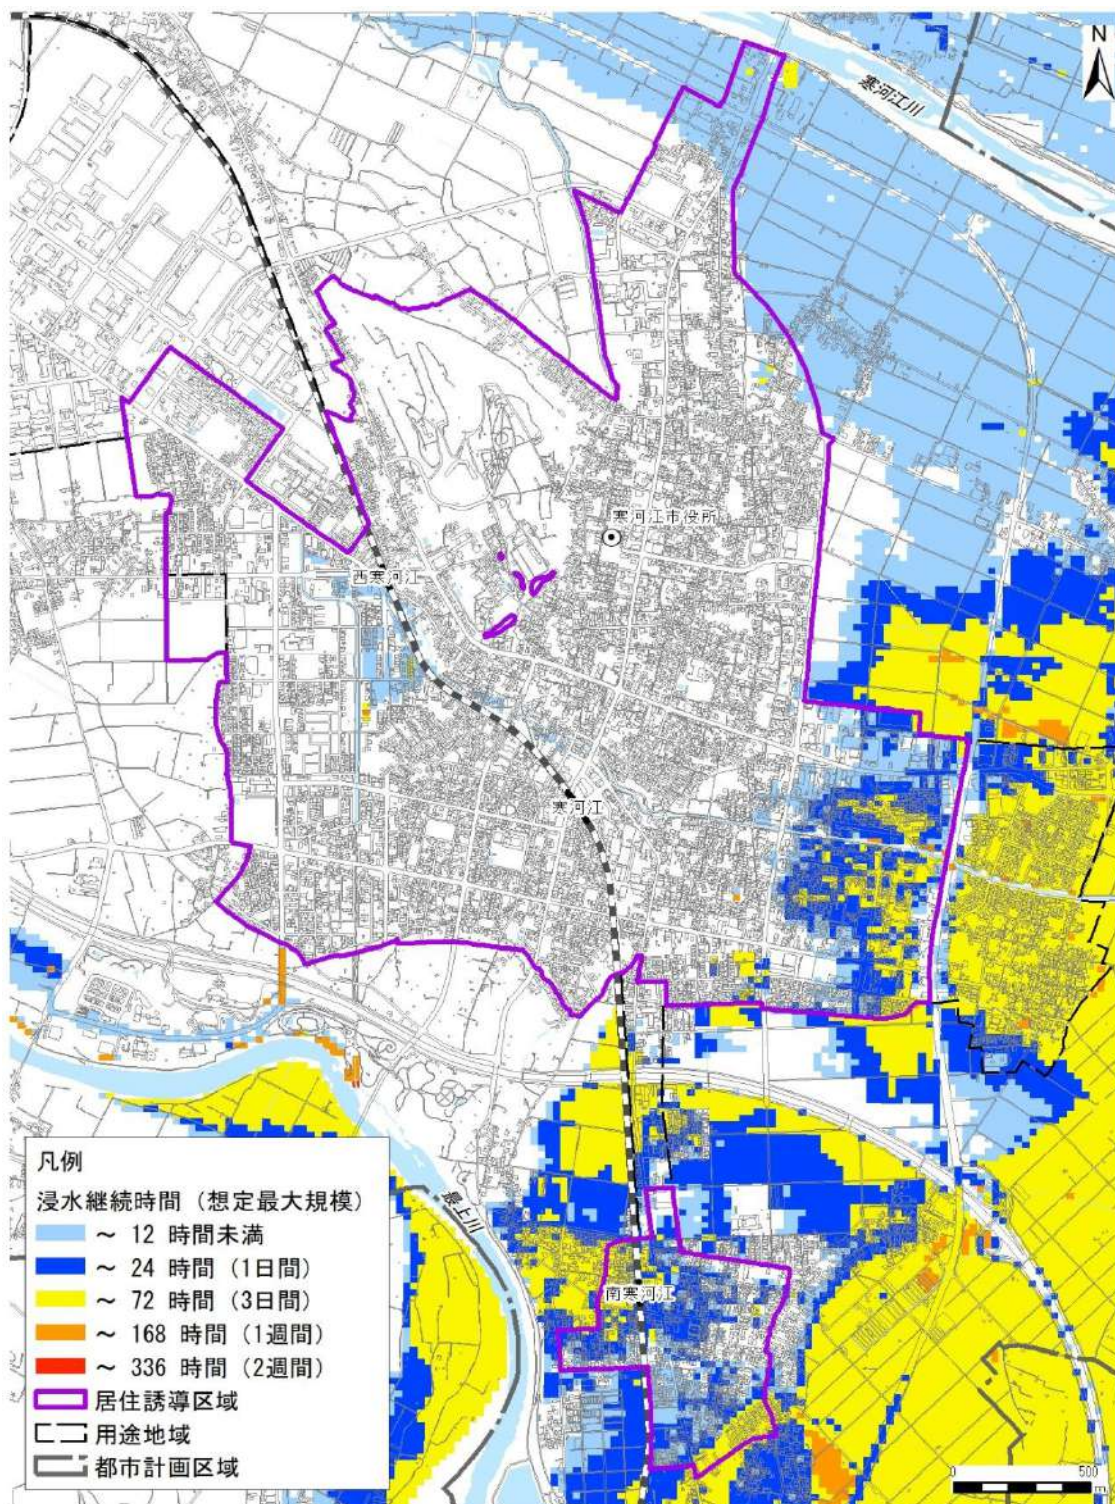 N
寒河江川
寒河江市役所
西寒河江
寒河江
最上川
南寒河江
凡例
浸水継続時間（想定最大規模）
～ 12 時間未満
～ 24 時間（1日間）
～ 72 時間（3日間）
～ 168 時間（1週間）
～ 336 時間（2週間）
居住誘導区域
用途地域
都市計画区域
0 500
m